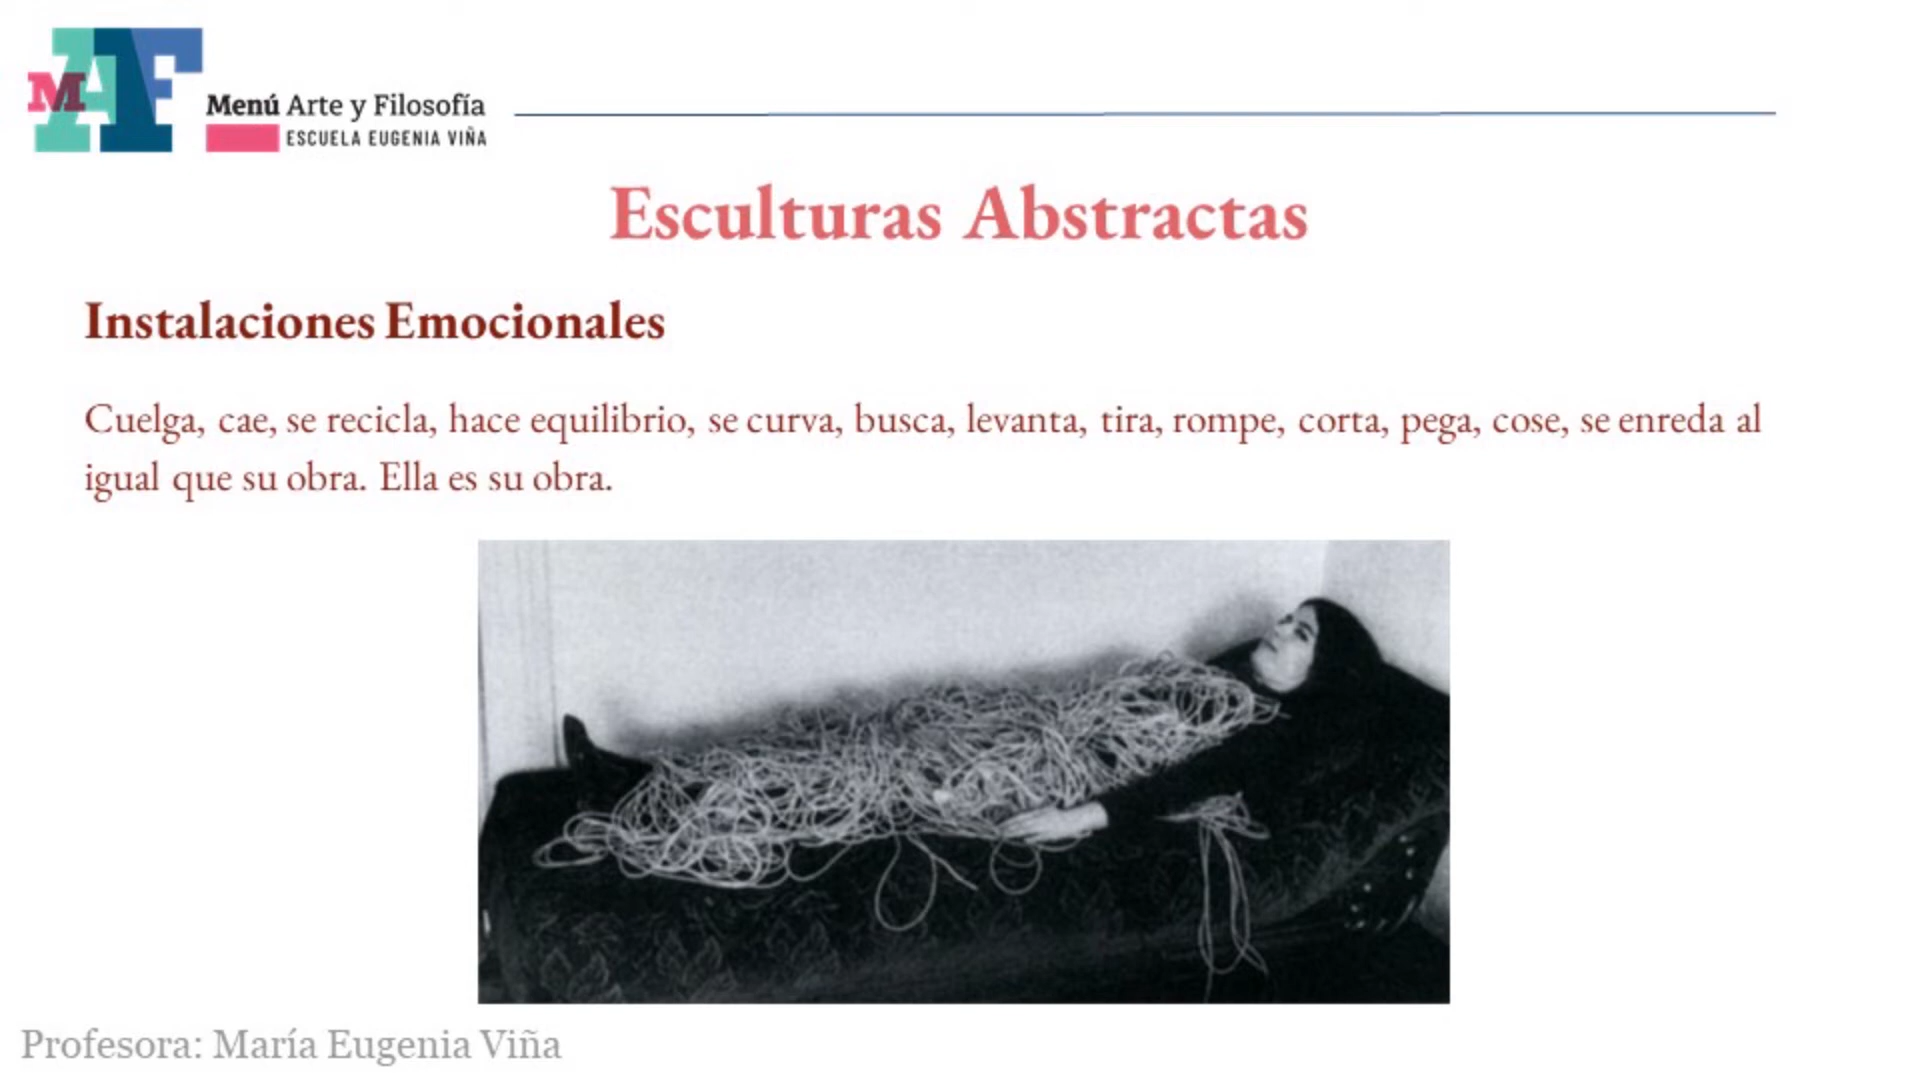 MAF
Menú Arte y Filosofía
ESCUELA EUGENIA VIÑA
Esculturas Abstractas
Instalaciones Emocionales
Cuelga, cae, se recicla, hace equilibrio, se curva, busca, levanta, tira, rompe, corta, pega, cose, se enreda al
igual que su obra. Ella es su obra.
Profesora: María Eugenia Viña